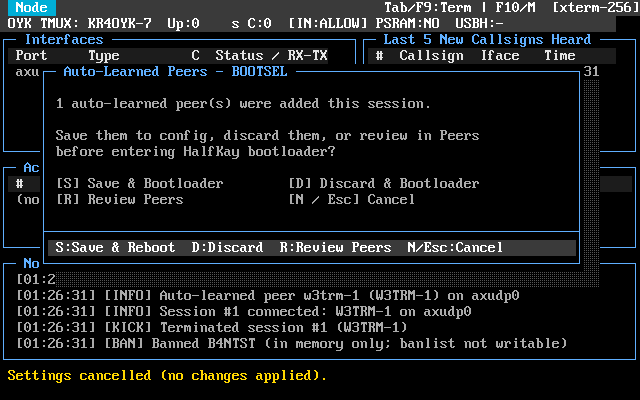 Node Tab/F9:Term | F10/M [xterm-256]
OYK TMUX: KR4OYK-7 Up:0 s C:0 [IN:ALLOW] PSRAM:NO USBH:-
Interfaces Last 5 New Callsigns Heard
Port Type C Status / RX-TX # Callsign Iface Time
axu 31
Auto-Learned Peers - BOOTSEL
1 auto-learned peer(s) were added this session.
Save them to config, discard them, or review in Peers
before entering HalfKay bootloader?
Ac
# [S] Save & Bootloader [D] Discard & Bootloader
(no [R] Review Peers [N / Esc] Cancel
S:Save & Reboot D:Discard R:Review Peers N/Esc:Cancel
No
[01:2
[01:26:31] [INFO] Auto-learned peer w3trm-1 (W3TRM-1) on axudp0
[01:26:31] [INFO] Session #1 connected: W3TRM-1 on axudp0
[01:26:31] [KICK] Terminated session #1 (W3TRM-1)
[01:26:31] [BAN] Banned B4NTST (in memory only; banlist not writable)
Settings cancelled (no changes applied).